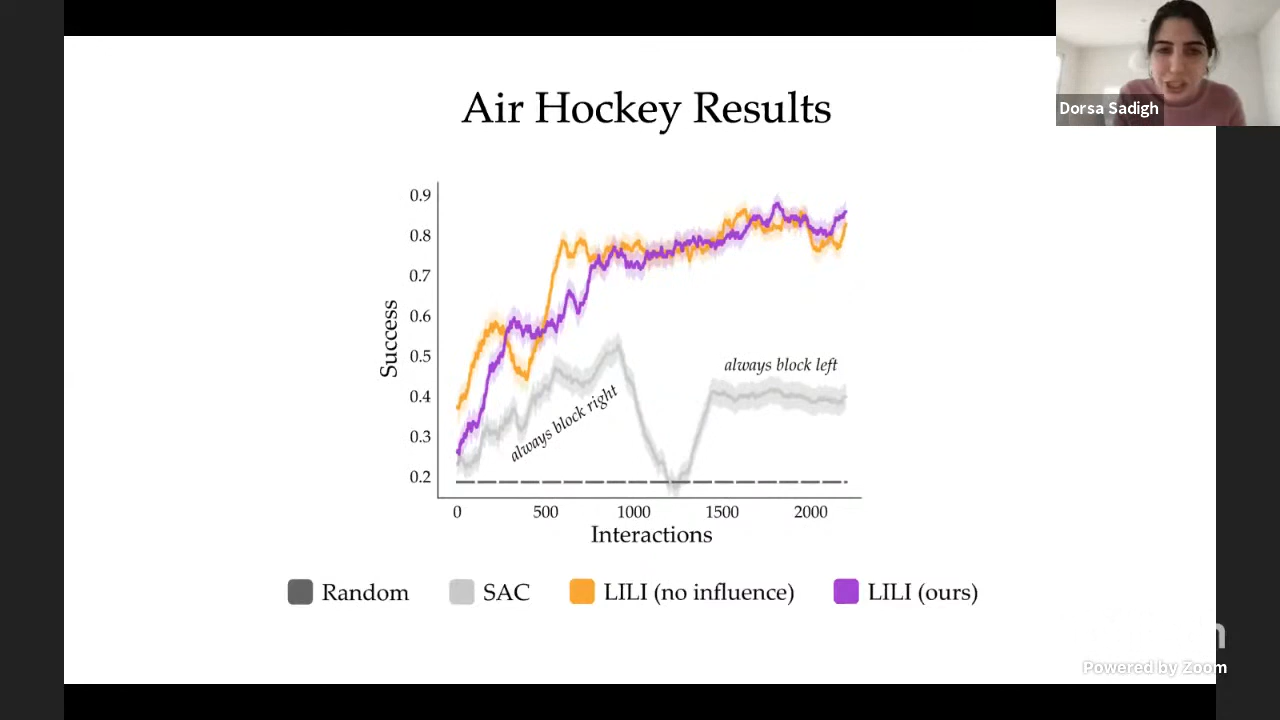 Dorsa Sadigh
Air Hockey Results
0.9
0.8
0.7
0.6
0.5
0.4
0.3
0.2
Success
always block right
always block left
0 500 1000 1500 2000
Interactions
Random SAC LILI (no influence) LILI (ours)
Powered by Zoom